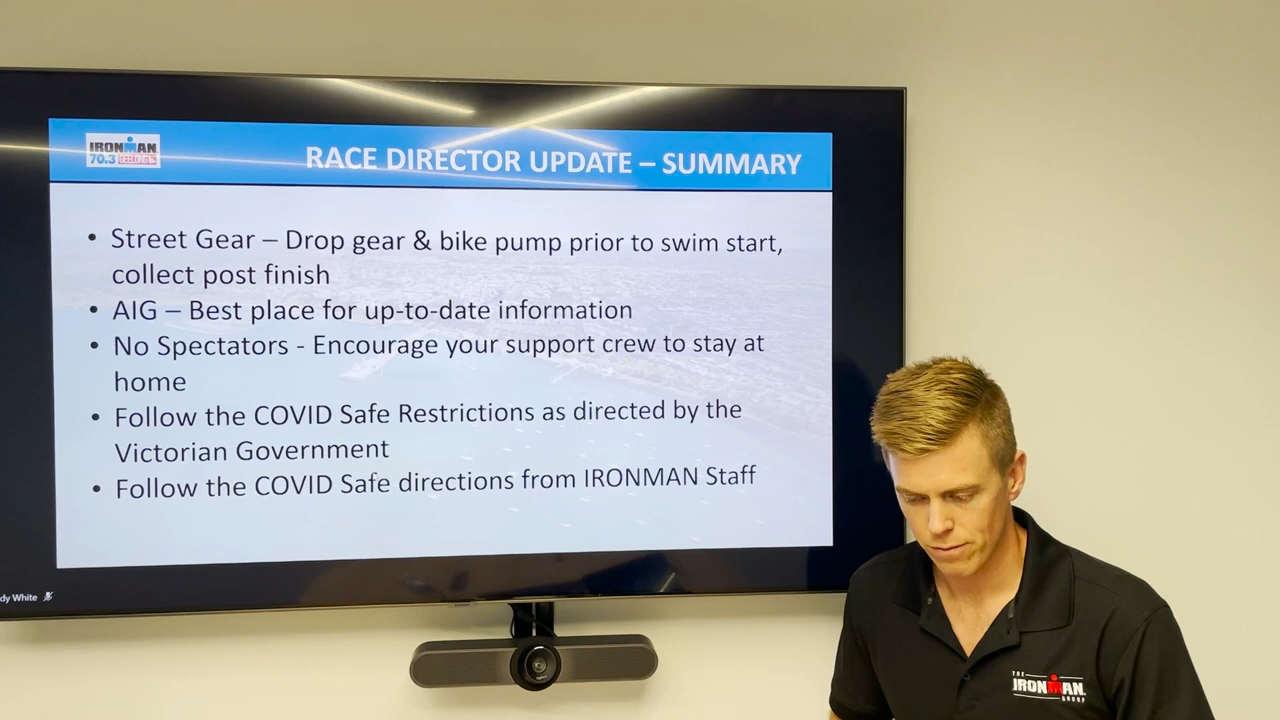 IRONMAN
70.3 GEELONG
RACE DIRECTOR UPDATE – SUMMARY
• Street Gear – Drop gear & bike pump prior to swim start,
collect post finish
• AIG – Best place for up-to-date information
• No Spectators - Encourage your support crew to stay at
home
• Follow the COVID Safe Restrictions as directed by the
Victorian Government
• Follow the COVID Safe directions from IRONMAN Staff
dy White
logitech
THE
IRONMAN
GROUP